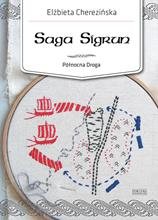 Elżbieta Cherezińska
Saga Sigrun
Północna Droga